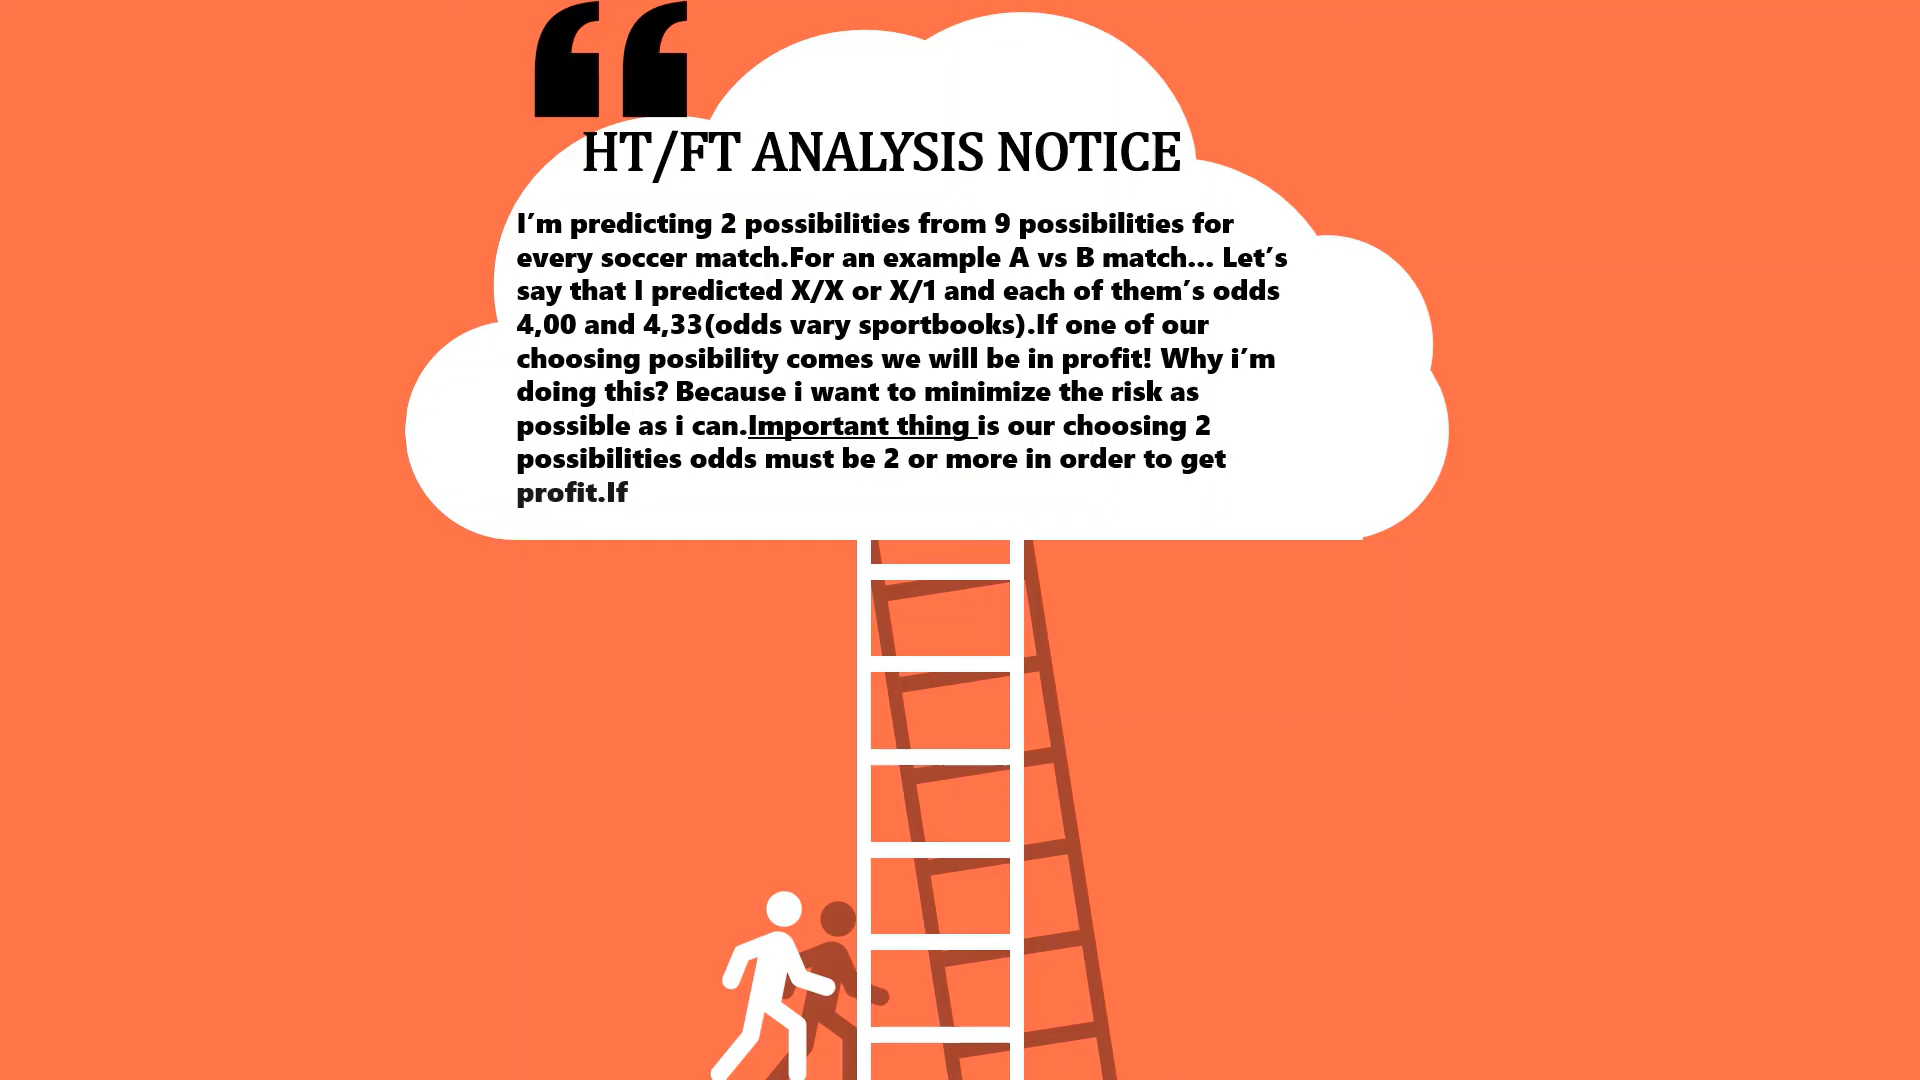 HT/FT ANALYSIS NOTICE
I’m predicting 2 possibilities from 9 possibilities for
every soccer match.For an example A vs B match... Let’s
say that I predicted X/X or X/1 and each of them’s odds
4,00 and 4,33(odds vary sportbooks).If one of our
choosing posibility comes we will be in profit! Why i’m
doing this? Because i want to minimize the risk as
possible as i can.Important thing is our choosing 2
possibilities odds must be 2 or more in order to get
profit.If